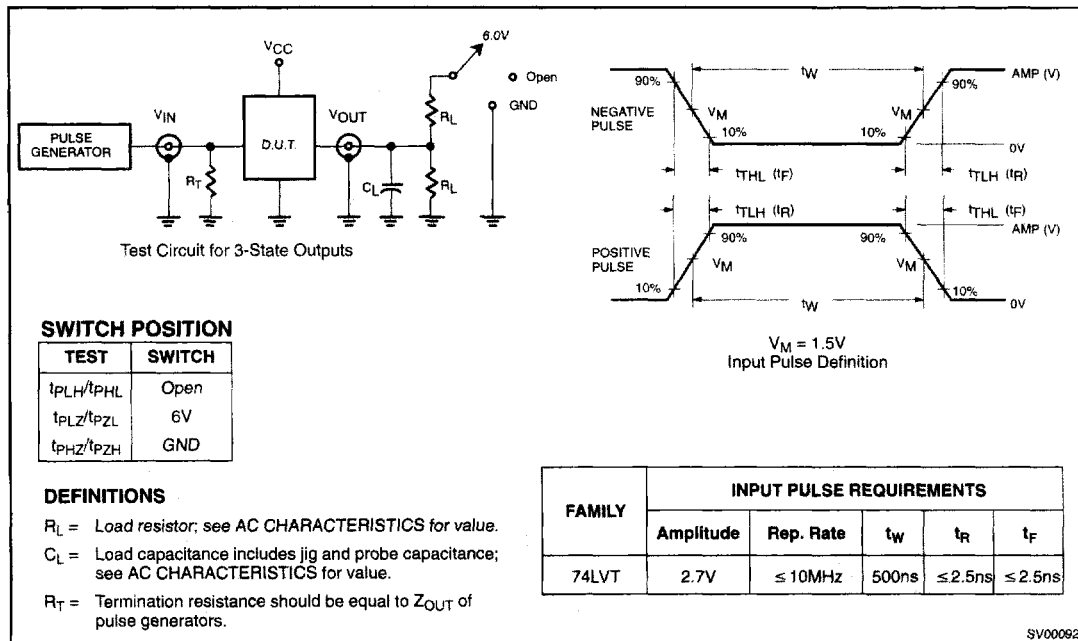 VCC
6.0V
Open
GND
VIN
VOUT
RL
PULSE
GENERATOR
D.U.T.
RT
CL
RL
Test Circuit for 3-State Outputs
90%
tW
90%
AMP (V)
NEGATIVE
PULSE
VM
VM
10%
10%
0V
tTHL (tF)
tTLH (tR)
tTLH (tR)
tTHL (tF)
AMP (V)
90%
90%
POSITIVE
PULSE
VM
VM
10%
10%
tW
0V
VM = 1.5V
Input Pulse Definition
SWITCH POSITION
TEST SWITCH
tPLH/tPHL Open
tPLZ/tPZL 6V
tPHZ/tPZH GND
DEFINITIONS
RL = Load resistor; see AC CHARACTERISTICS for value.
CL = Load capacitance includes jig and probe capacitance;
see AC CHARACTERISTICS for value.
RT = Termination resistance should be equal to ZOUT of
pulse generators.
FAMILY
INPUT PULSE REQUIREMENTS
Amplitude Rep. Rate tW tR tF
74LVT 2.7V ≤ 10MHz 500ns ≤ 2.5ns ≤ 2.5ns
SV00092